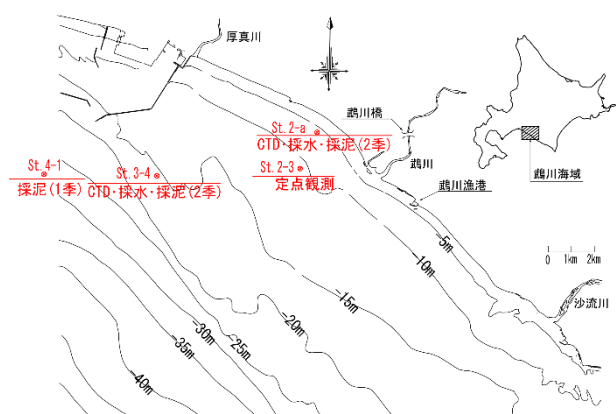 厚真川
鵡川橋
St. 2-a
CTD・採水・採泥(2季)
鵡川
St. 4-1
採泥(1季)
St. 3-4
CTD・採水・採泥(2季)
St. 2-3
定点観測
鵡川海域
鵡川漁港
-5m
0 1km 2km
-10m
沙流川
-15m
-20m
-25m
-30m
-35m
-40m